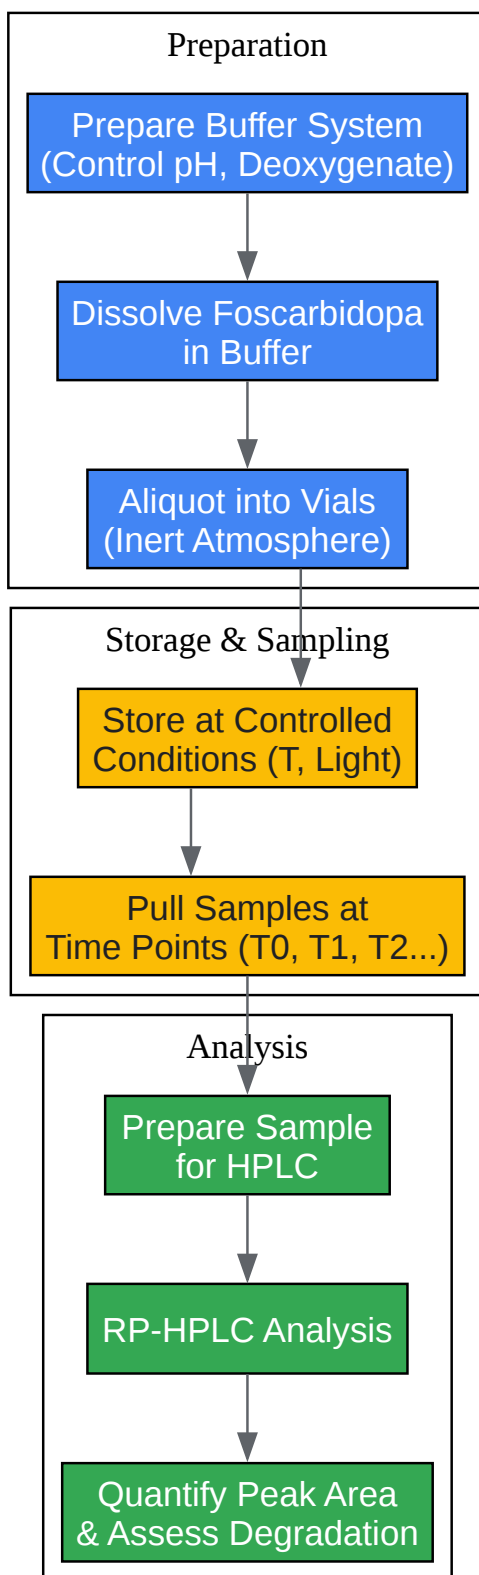 Preparation
Prepare Buffer System
(Control pH, Deoxygenate)
Dissolve Foscarbidopa
in Buffer
Aliquot into Vials
(Inert Atmosphere)
Storage & Sampling
Store at Controlled
Conditions (T, Light)
Pull Samples at
Time Points (T0, T1, T2...)
Analysis
Prepare Sample
for HPLC
RP-HPLC Analysis
Quantify Peak Area
& Assess Degradation